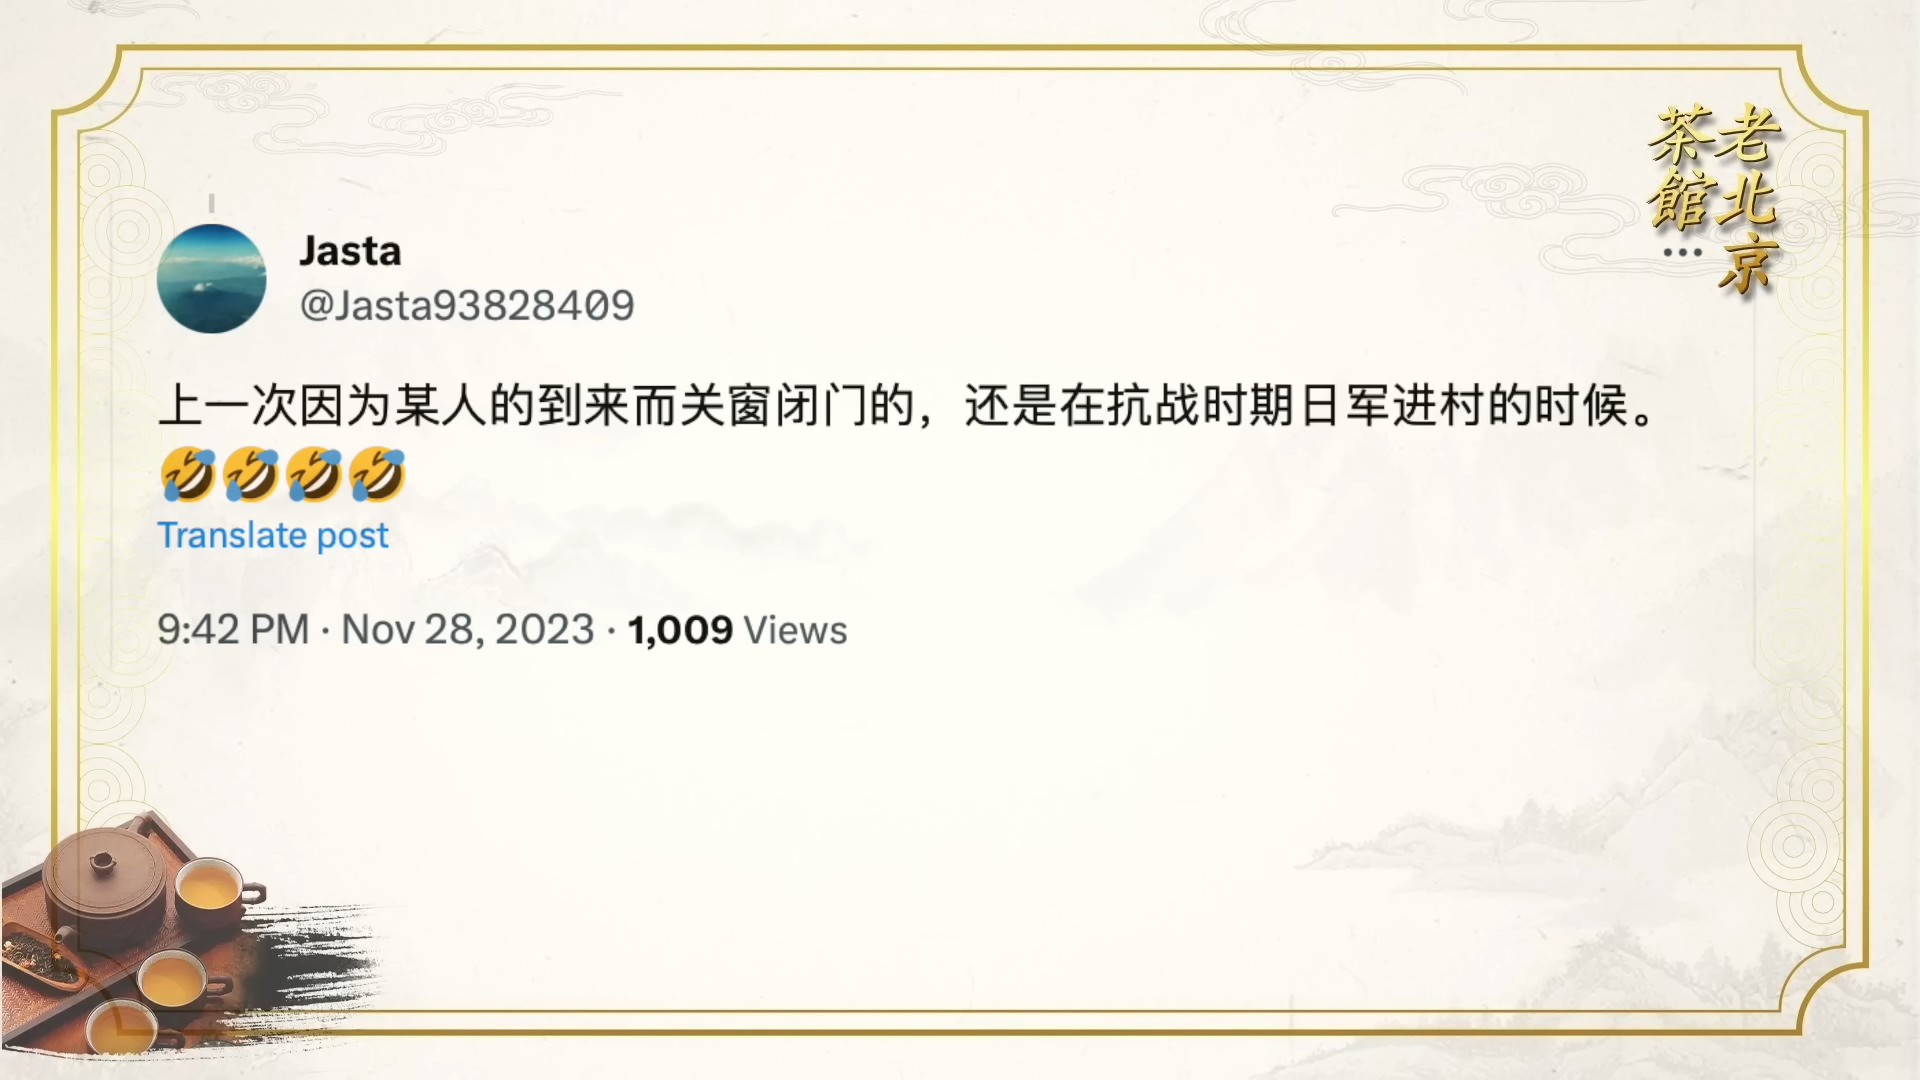 老北京
茶館
Jasta
@Jasta93828409
上一次因为某人的到来而关窗闭门的，还是在抗战时期日军进村的时候。
🤣🤣🤣🤣
Translate post
9:42 PM · Nov 28, 2023 · 1,009 Views